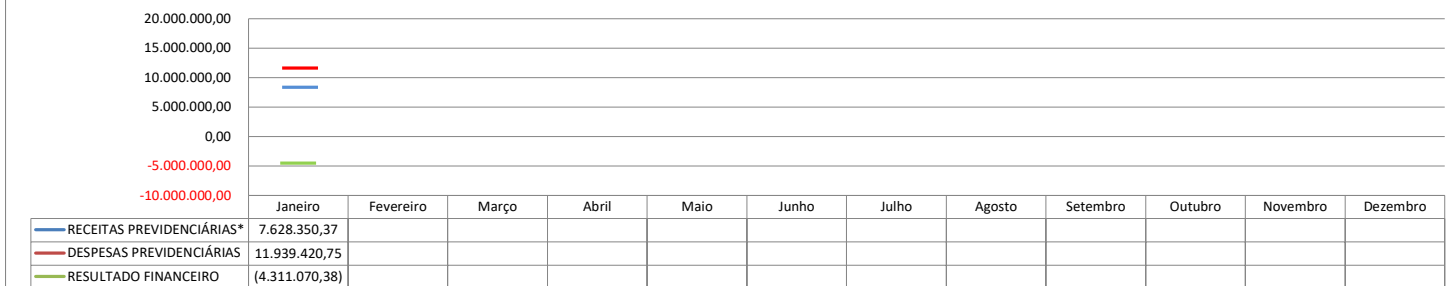 20.000.000,00
15.000.000,00
10.000.000,00
5.000.000,00
0,00
-5.000.000,00
-10.000.000,00
Janeiro Fevereiro Março Abril Maio Junho Julho Agosto Setembro Outubro Novembro Dezembro
RECEITAS PREVIDENCIÁRIAS* 7.628.350,37
DESPESAS PREVIDENCIÁRIAS 11.939.420,75
RESULTADO FINANCEIRO (4.311.070,38)